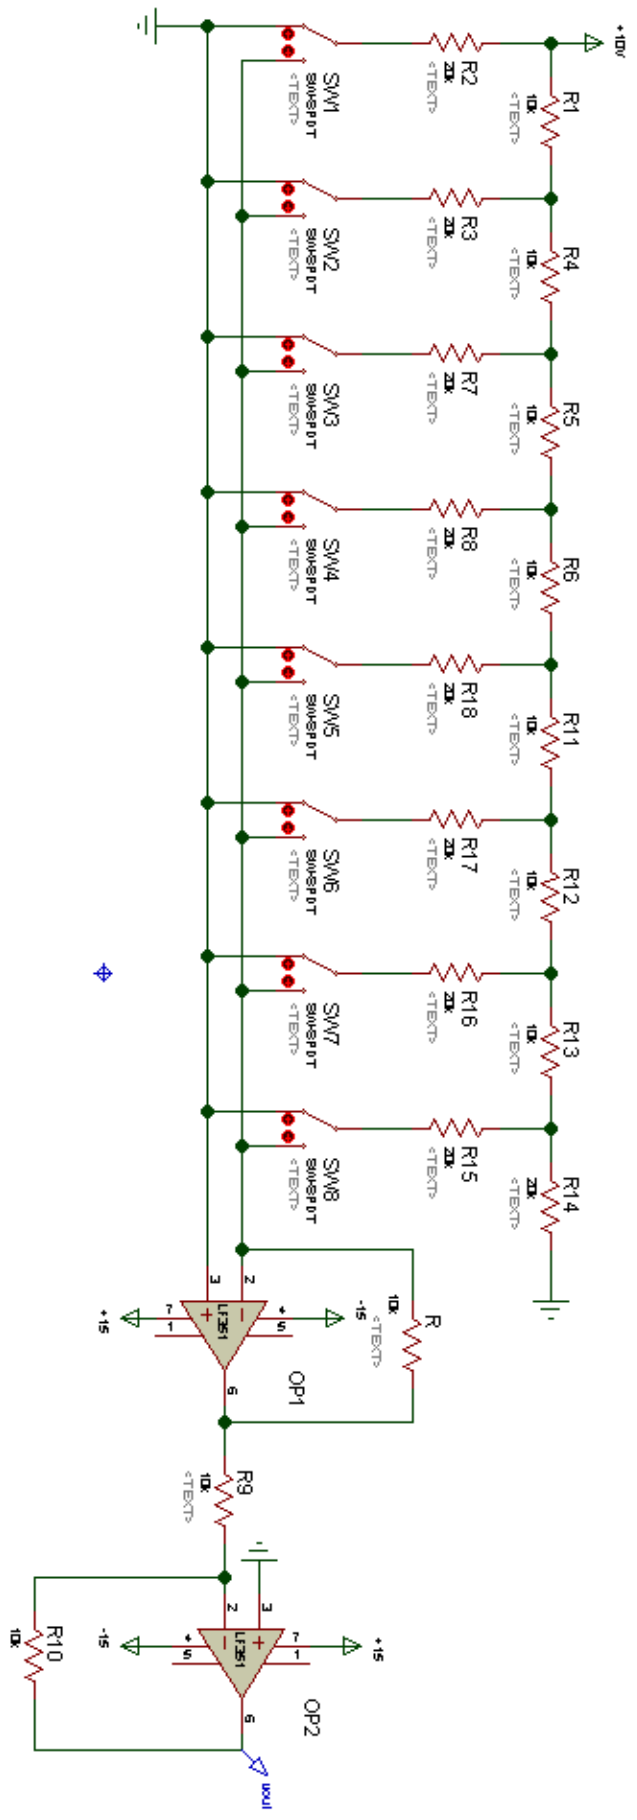 +10V
R1
10k
<TEXT>
R4
10k
<TEXT>
R5
10k
<TEXT>
R6
10k
<TEXT>
R11
10k
<TEXT>
R12
10k
<TEXT>
R13
10k
<TEXT>
R14
20k
<TEXT>
R2
20k
<TEXT>
R3
20k
<TEXT>
R7
20k
<TEXT>
R8
20k
<TEXT>
R18
20k
<TEXT>
R17
20k
<TEXT>
R16
20k
<TEXT>
R15
20k
<TEXT>
R
10k
<TEXT>
SW1
SW-SPDT
<TEXT>
SW2
SW-SPDT
<TEXT>
SW3
SW-SPDT
<TEXT>
SW4
SW-SPDT
<TEXT>
SW5
SW-SPDT
<TEXT>
SW6
SW-SPDT
<TEXT>
SW7
SW-SPDT
<TEXT>
SW8
SW-SPDT
<TEXT>
-15
4
5
OP1
2
3
6
LF351
7
1
+15
R9
10k
<TEXT>
+15
7
1
OP2
3
2
6
LF351
4
5
-15
uout
R10
10k